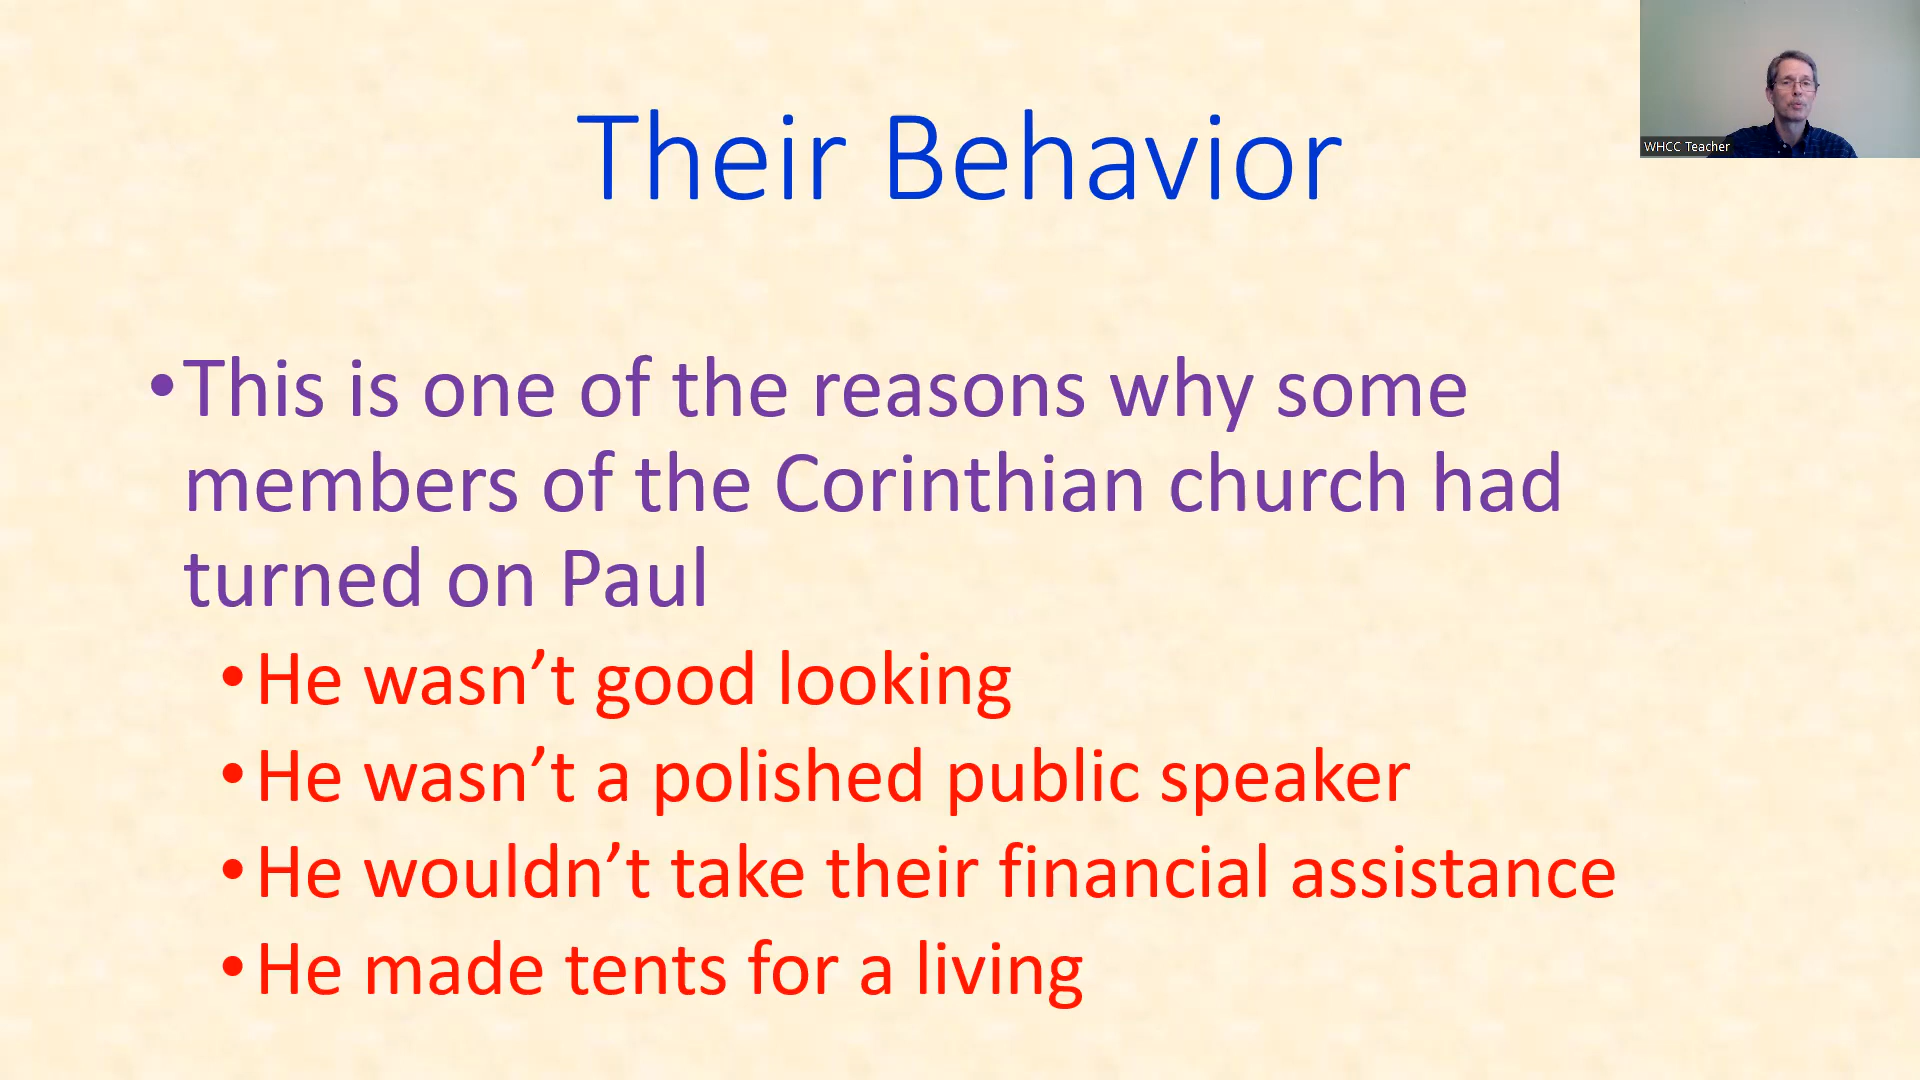 Their Behavior
WHCC Teacher
•This is one of the reasons why some
members of the Corinthian church had
turned on Paul
•He wasn’t good looking
•He wasn’t a polished public speaker
•He wouldn’t take their financial assistance
•He made tents for a living